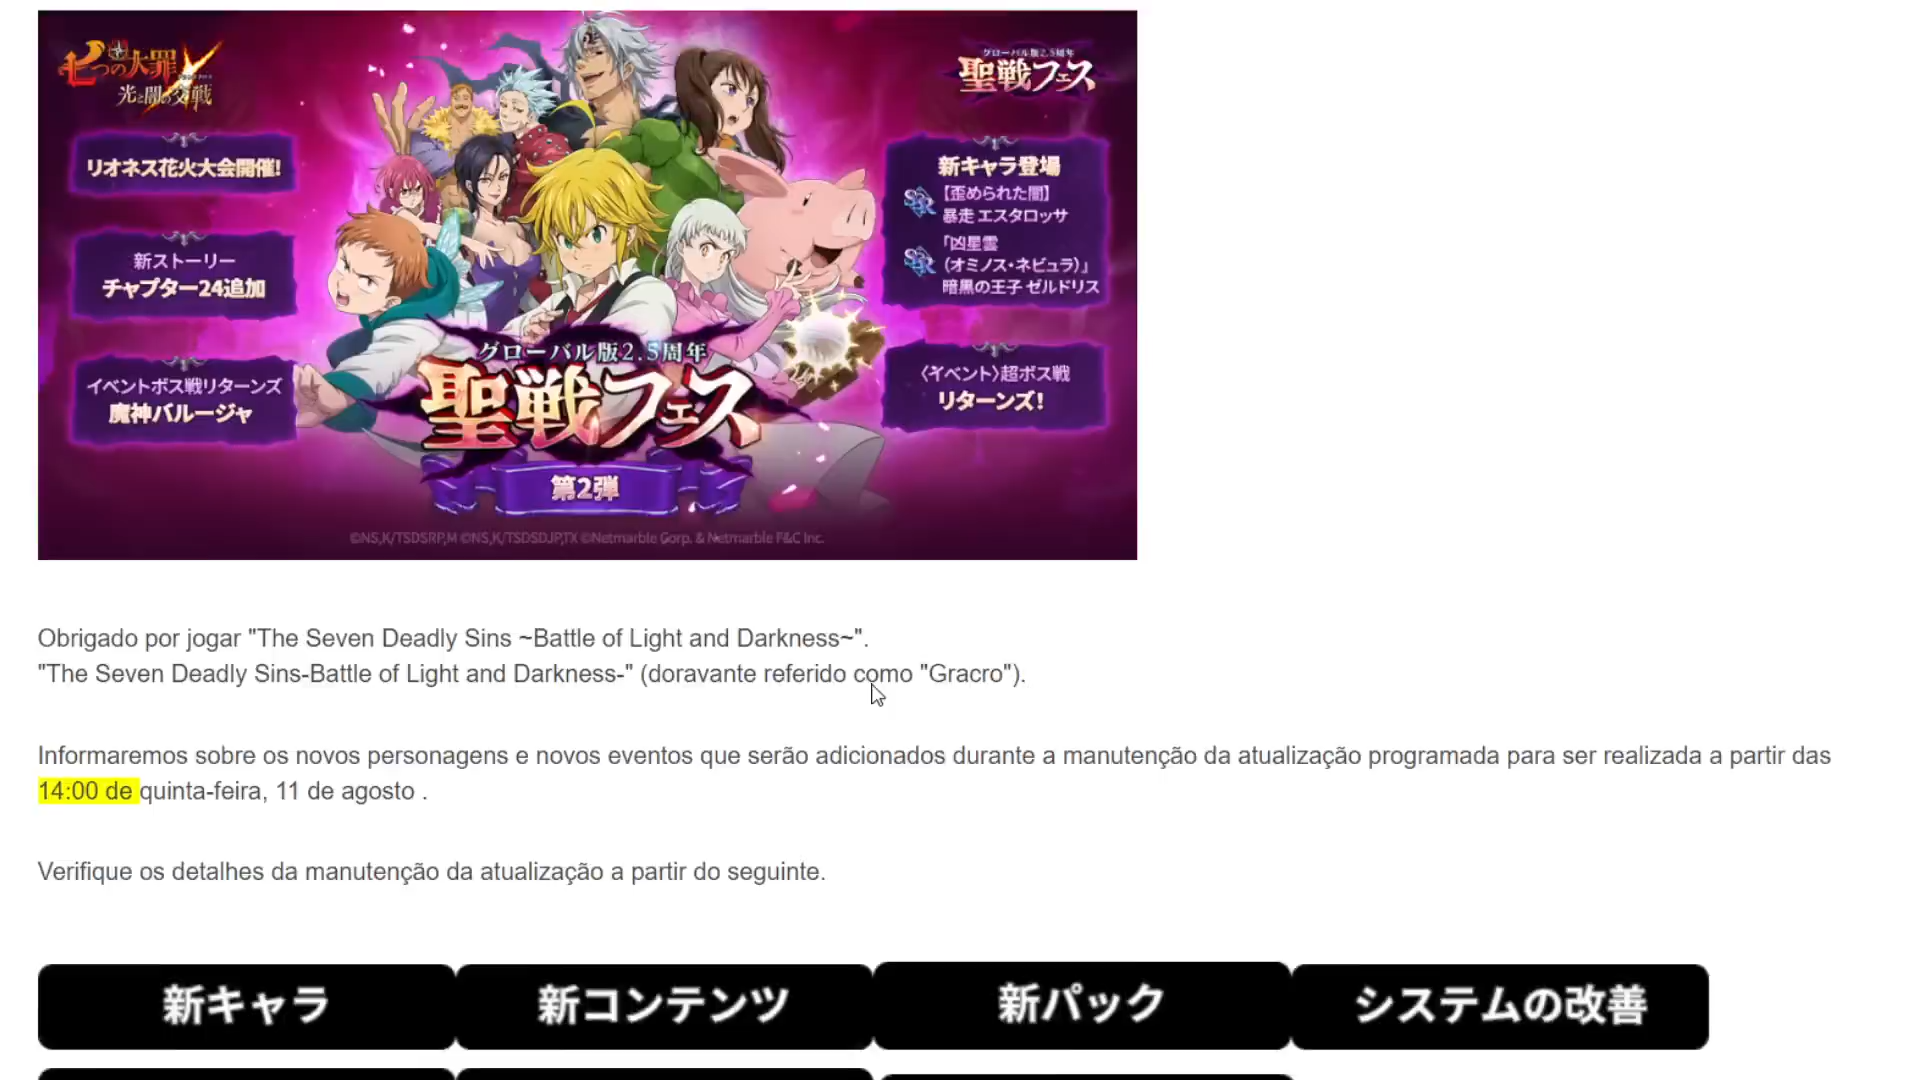 七つの大罪
光と闇の交戦
グローバル版2.5周年
聖戦フェス
リオネス花火大会開催!
新ストーリー
チャプター24追加
イベントボス戦リターンズ
魔神バルージャ
新キャラ登場
SSR
【歪められた闇】
暴走 エスタロッサ
SSR
「凶星雲
(オミノス・ネビュラ)」
暗黒の王子 ゼルドリス
〈イベント〉超ボス戦
リターンズ!
グローバル版2.5周年
聖戦フェス
第2弾
©NS,K/TSDSRP,M ©NS,K/TSDSDJP,TX ©Netmarble Corp. & Netmarble F&C Inc.
Obrigado por jogar "The Seven Deadly Sins ~Battle of Light and Darkness~".
"The Seven Deadly Sins-Battle of Light and Darkness-" (doravante referido como "Gracro").
Informaremos sobre os novos personagens e novos eventos que serão adicionados durante a manutenção da atualização programada para ser realizada a partir das
14:00 de quinta-feira, 11 de agosto .
Verifique os detalhes da manutenção da atualização a partir do seguinte.
新キャラ
新コンテンツ
新パック
システムの改善